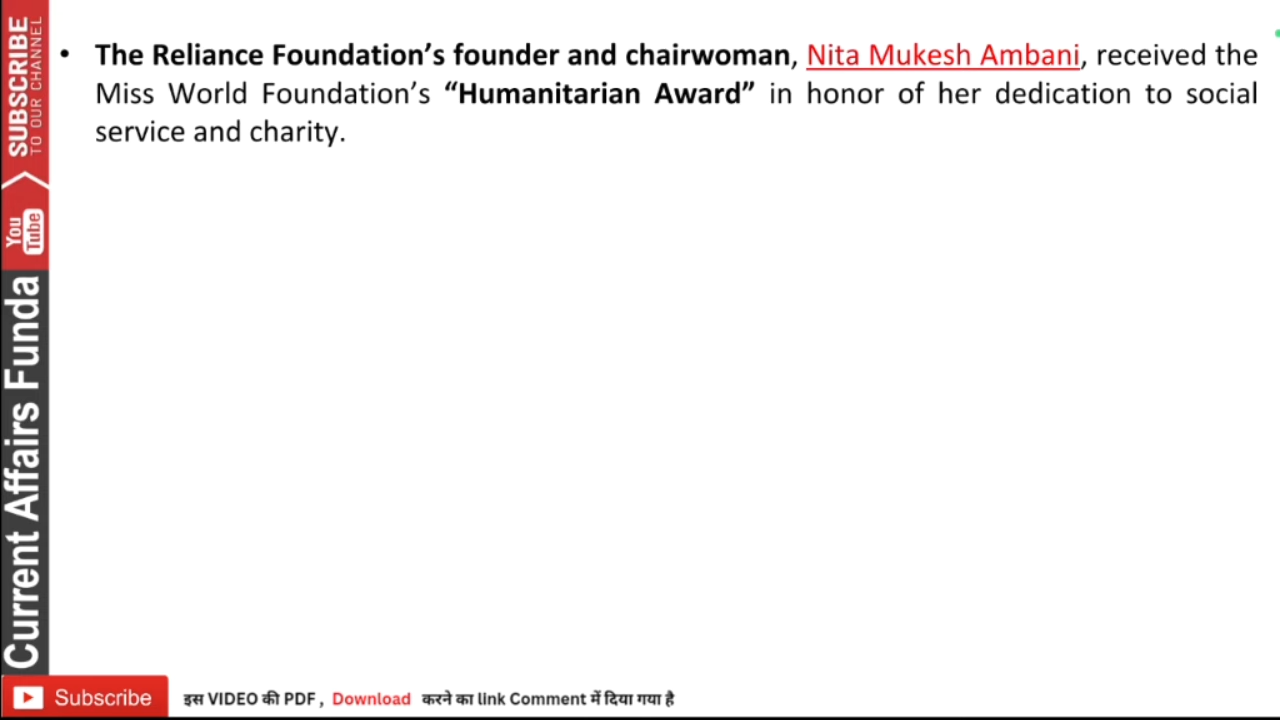 • The Reliance Foundation’s founder and chairwoman, Nita Mukesh Ambani, received the
Miss World Foundation’s “Humanitarian Award” in honor of her dedication to social
service and charity.
SUBSCRIBE
TO OUR CHANNEL
You
Tube
Current Affairs Funda
Subscribe
इस VIDEO की PDF , Download करने का link Comment में दिया गया है